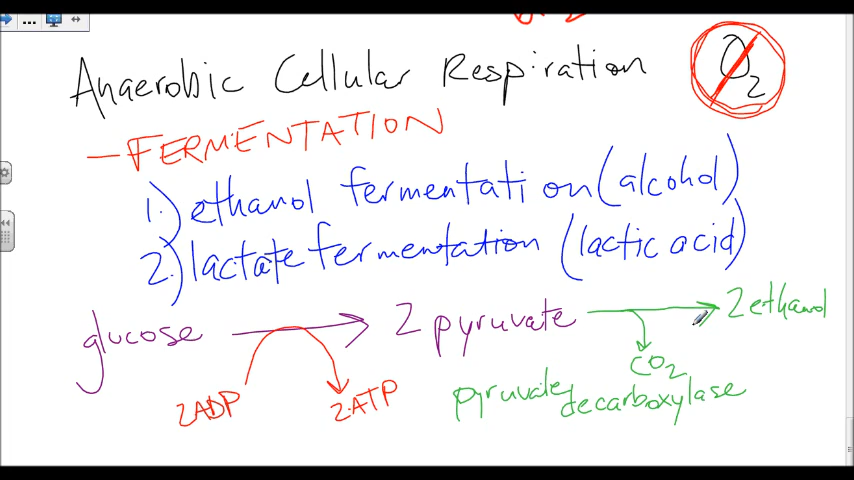 Anaerobic Cellular Respiration
O2
- FERMENTATION
1.) ethanol fermentation (alcohol)
2.) lactate fermentation (lactic acid)
glucose → 2 pyruvate → 2 ethanol
CO2
2ADP 2ATP pyruvate
decarboxylase